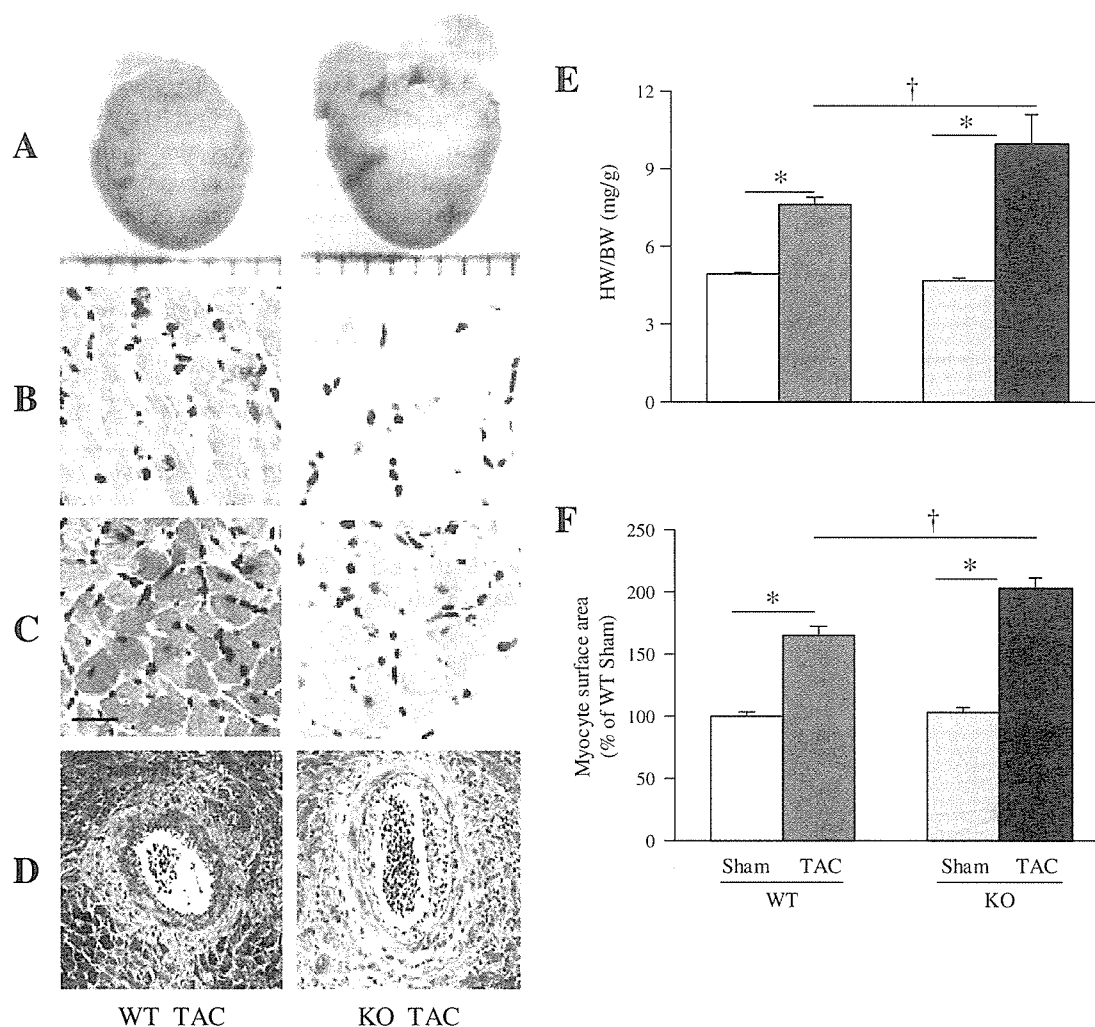 A
B
C
D
WT TAC
KO TAC
E
†
*
*
12
9
6
3
0
HW/BW (mg/g)
F
†
*
*
250
200
150
100
50
0
Myocyte surface area
(% of WT Sham)
Sham TAC
Sham TAC
WT
KO